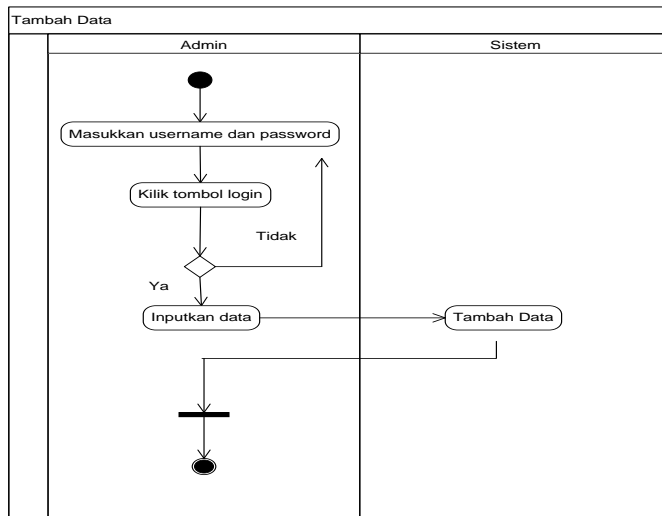 Tambah Data
Admin
Sistem
Masukkan username dan password
Kilik tombol login
Tidak
Ya
Inputkan data
Tambah Data